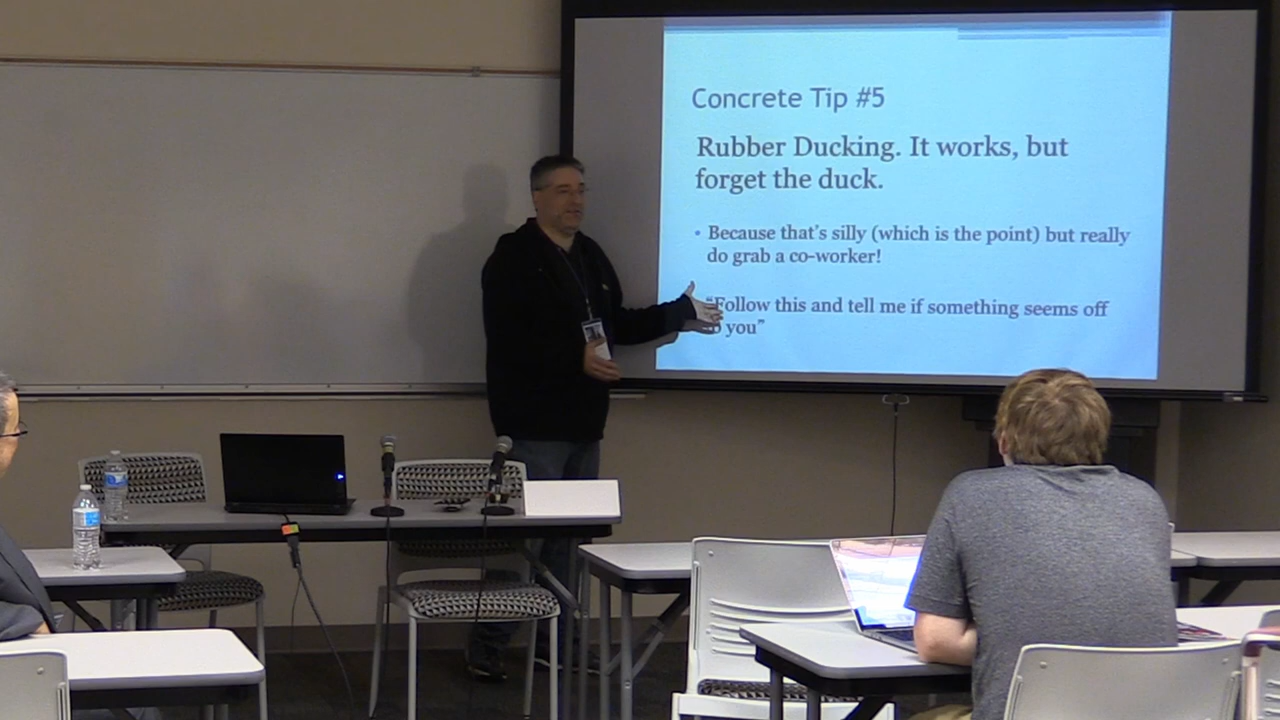 Concrete Tip #5
Rubber Ducking. It works, but
forget the duck.
• Because that's silly (which is the point) but really
do grab a co-worker!
"Follow this and tell me if something seems off
you"